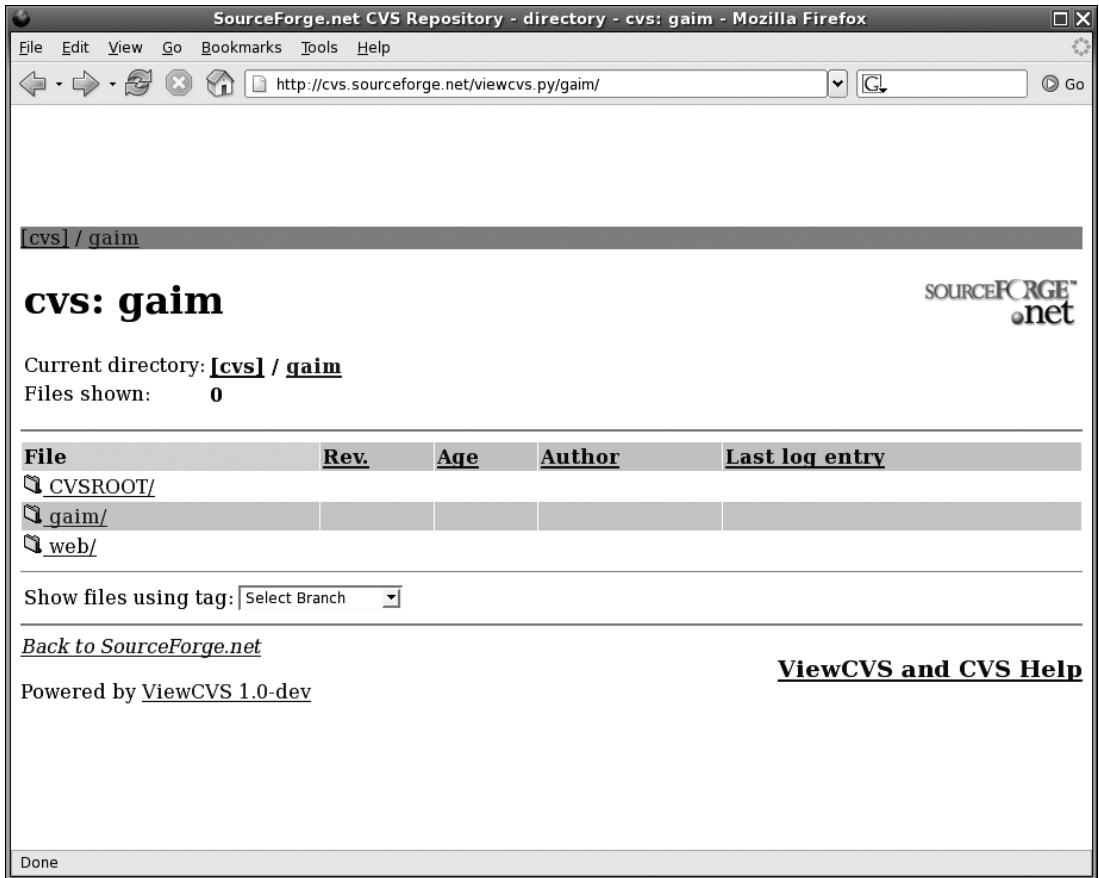 SourceForge.net CVS Repository - directory - cvs: gaim - Mozilla Firefox
File Edit View Go Bookmarks Tools Help
http://cvs.sourceforge.net/viewcvs.py/gaim/ G Go
[cvs] / gaim
cvs: gaim
SOURCEFORGE™
.net
Current directory: [cvs] / gaim
Files shown: 0
File Rev. Age Author Last log entry
CVSROOT/
gaim/
web/
Show files using tag: Select Branch
Back to SourceForge.net
ViewCVS and CVS Help
Powered by ViewCVS 1.0-dev
Done